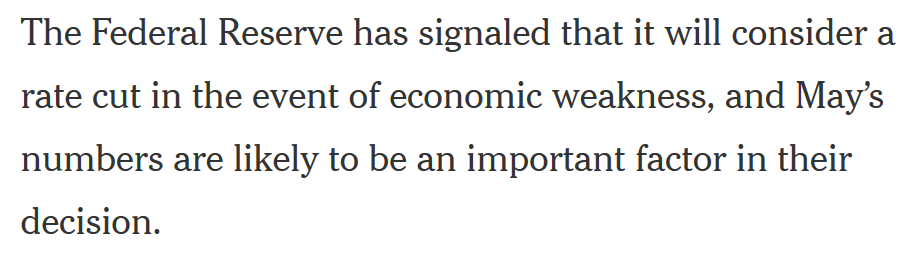 The Federal Reserve has signaled that it will consider a
rate cut in the event of economic weakness, and May’s
numbers are likely to be an important factor in their
decision.